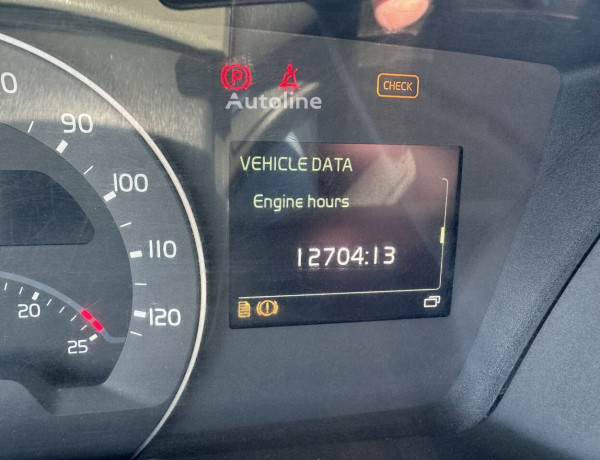 P
CHECK
Autoline
90
100
110
120
20
25
VEHICLE DATA
Engine hours
12704:13